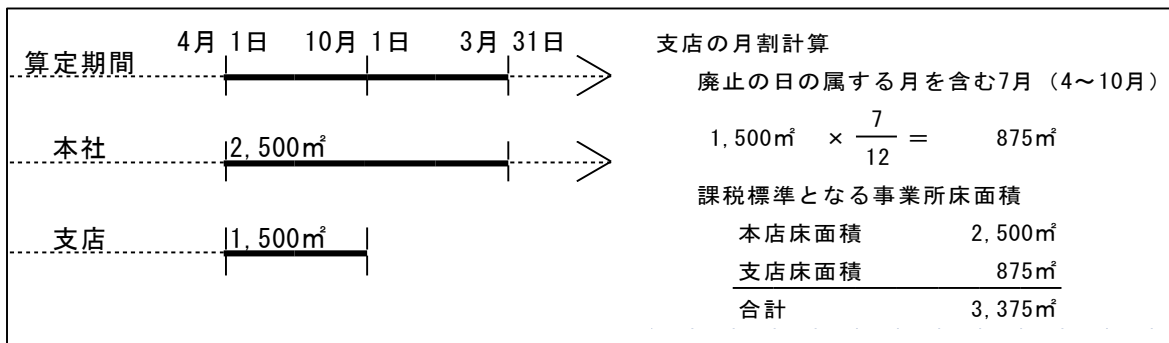 4月 1日 10月 1日 3月 31日
算定期間
本社
2,500㎡
支店
1,500㎡
支店の月割計算
廃止の日の属する月を含む7月（4～10月）
1,500㎡ × 7/12 = 875㎡
課税標準となる事業所床面積
本店床面積 2,500㎡
支店床面積 875㎡
合計 3,375㎡